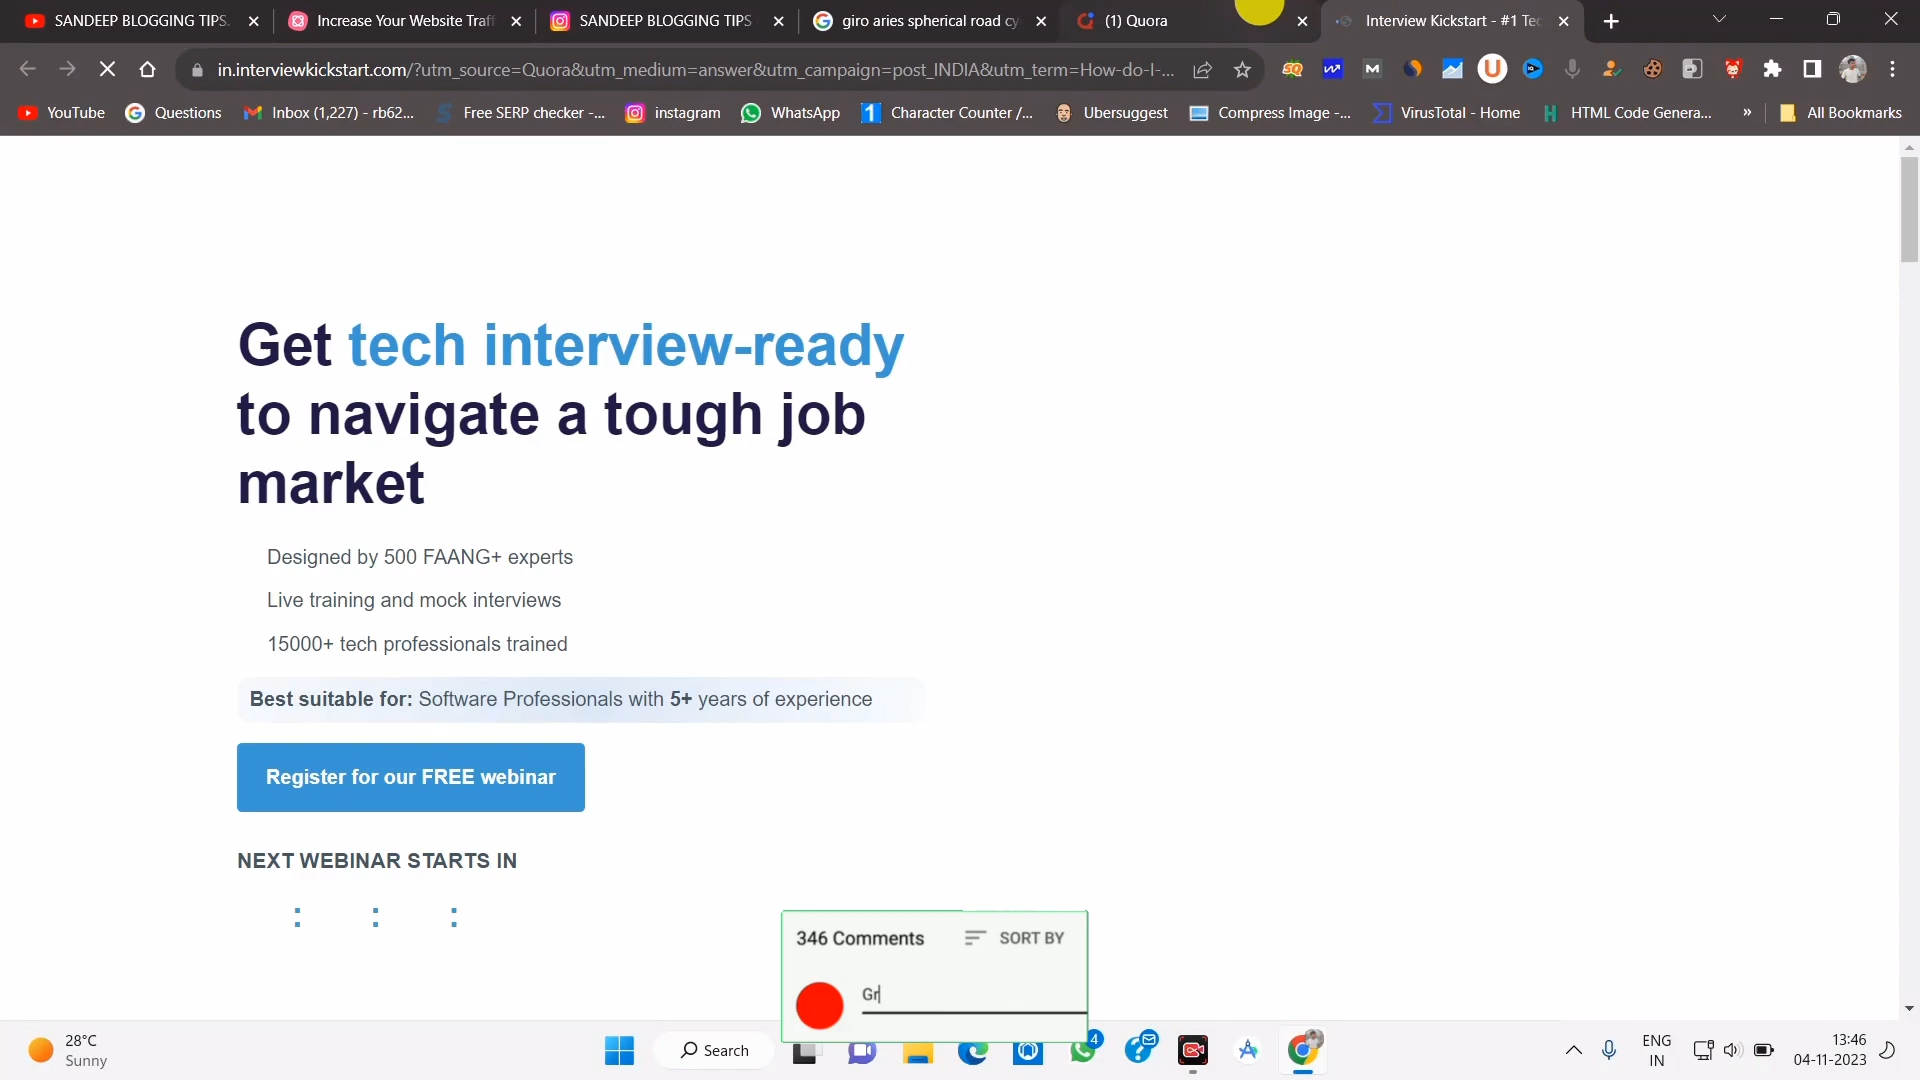 SANDEEP BLOGGING TIPS.
Increase Your Website Traff
SANDEEP BLOGGING TIPS
giro aries spherical road cy
(1) Quora
Interview Kickstart - #1 Tec
in.interviewkickstart.com/?utm_source=Quora&utm_medium=answer&utm_campaign=post_INDIA&utm_term=How-do-I-...
YouTube
Questions
Inbox (1,227) - rb62...
Free SERP checker -...
instagram
WhatsApp
Character Counter /...
Ubersuggest
Compress Image -...
VirusTotal - Home
HTML Code Genera...
»
All Bookmarks
Get tech interview-ready
to navigate a tough job
market
Designed by 500 FAANG+ experts
Live training and mock interviews
15000+ tech professionals trained
Best suitable for: Software Professionals with 5+ years of experience
Register for our FREE webinar
NEXT WEBINAR STARTS IN
: : :
346 Comments
SORT BY
Gr
28°C
Sunny
Search
4
ENG
IN
13:46
04-11-2023